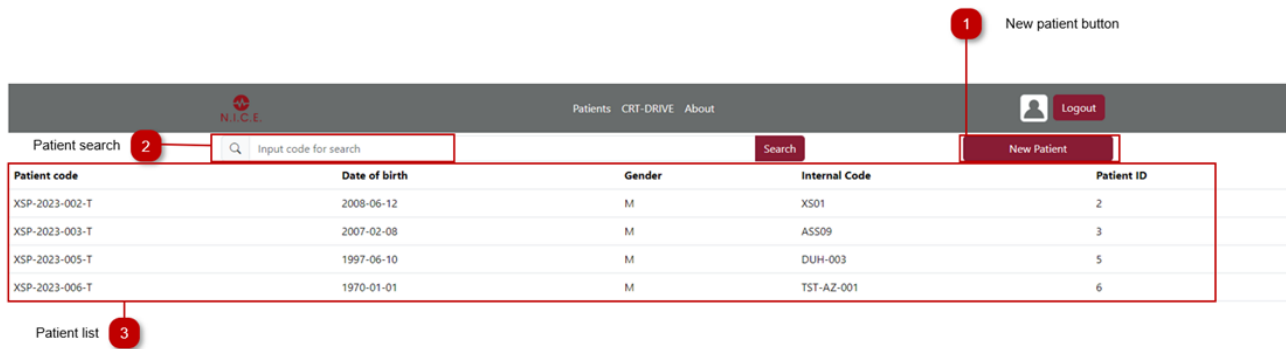 1 New patient button
N.I.C.E. Patients CRT-DRIVE About Logout
Patient search 2 Input code for search Search New Patient
Patient code Date of birth Gender Internal Code Patient ID
XSP-2023-002-T 2008-06-12 M XS01 2
XSP-2023-003-T 2007-02-08 M ASS09 3
XSP-2023-005-T 1997-06-10 M DUH-003 5
XSP-2023-006-T 1970-01-01 M TST-AZ-001 6
Patient list 3